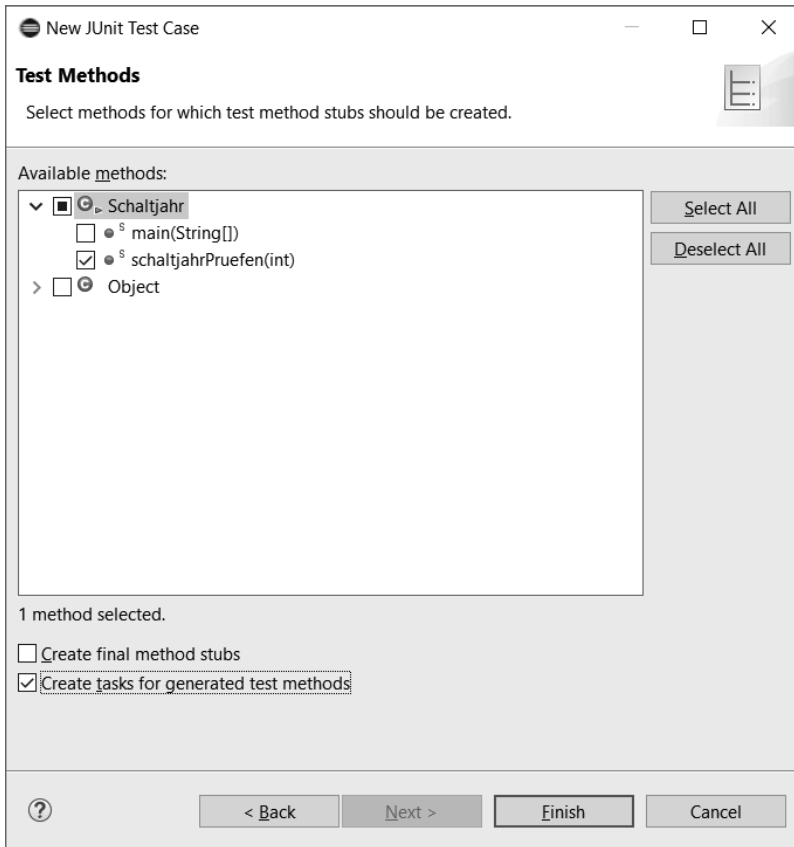 New JUnit Test Case
Test Methods
Select methods for which test method stubs should be created.
Available methods:
Schaltjahr
S main(String[])
S schaltjahrPruefen(int)
Object
Select All
Deselect All
1 method selected.
Create final method stubs
Create tasks for generated test methods
? < Back Next > Finish Cancel